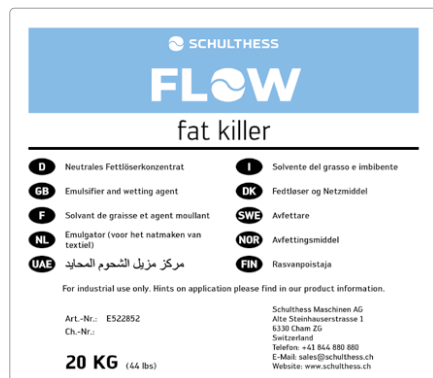 SCHULTHESS
FLOW
fat killer
D Neutrales Fettlöserkonzentrat
GB Emulsifier and wetting agent
F Solvant de graisse et agent moullant
NL Emulgator (voor het natmaken van
textiel)
UAE مركز مزيل الشحوم المحايد
I Solvente del grasso e imbibente
DK Fedtløser og Netzmiddel
SWE Avfettare
NOR Avfettingsmiddel
FIN Rasvanpoistaja
For industrial use only. Hints on application please find in our product information.
Art.-Nr.: E522852
Ch.-Nr.:
20 KG (44 lbs)
Schulthess Maschinen AG
Alte Steinhauserstrasse 1
6330 Cham ZG
Switzerland
Telefon: +41 844 880 880
E-Mail: sales@schulthess.ch
Website: www.schulthess.ch